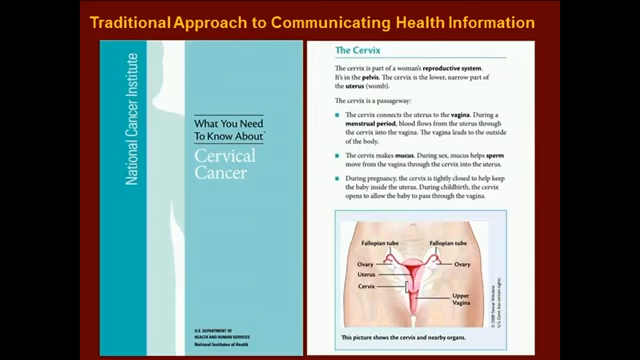 Traditional Approach to Communicating Health Information
National Cancer Institute
What You Need
To Know About™
Cervical
Cancer
U.S. DEPARTMENT OF
HEALTH AND HUMAN SERVICES
National Institutes of Health
The Cervix
The cervix is part of a woman's reproductive system.
It's in the pelvis. The cervix is the lower, narrow part of
the uterus (womb).
The cervix is a passageway:
The cervix connects the uterus to the vagina. During a
menstrual period, blood flows from the uterus through
the cervix into the vagina. The vagina leads to the outside
of the body.
The cervix makes mucus. During sex, mucus helps sperm
move from the vagina through the cervix into the uterus.
During pregnancy, the cervix is tightly closed to help keep
the baby inside the uterus. During childbirth, the cervix
opens to allow the baby to pass through the vagina.
Fallopian tube
Fallopian tube
Ovary
Ovary
Uterus
Cervix
Upper
Vagina
© 2008 Terese Winslow
U.S. Govt. has certain rights
This picture shows the cervix and nearby organs.